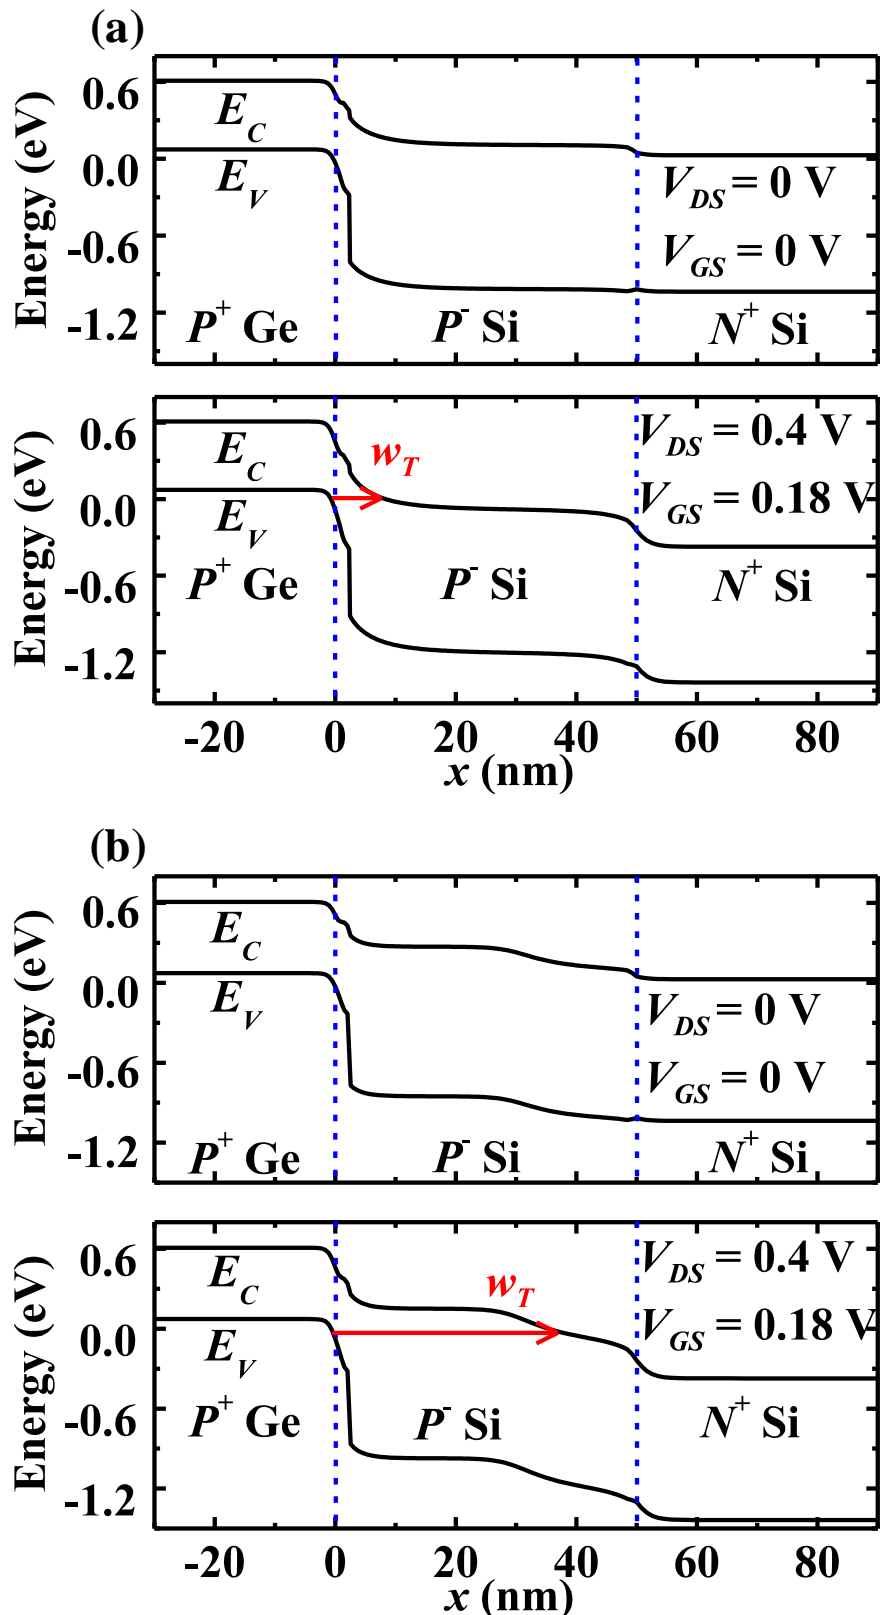 (a)
Energy (eV)
0.6
0.0
-0.6
-1.2
E_C
E_V
V_DS = 0 V
V_GS = 0 V
P^+ Ge
P^- Si
N^+ Si
Energy (eV)
0.6
0.0
-0.6
-1.2
E_C
E_V
w_T
V_DS = 0.4 V
V_GS = 0.18 V
P^+ Ge
P^- Si
N^+ Si
-20 0 20 40 60 80
x (nm)
(b)
Energy (eV)
0.6
0.0
-0.6
-1.2
E_C
E_V
V_DS = 0 V
V_GS = 0 V
P^+ Ge
P^- Si
N^+ Si
Energy (eV)
0.6
0.0
-0.6
-1.2
E_C
E_V
w_T
V_DS = 0.4 V
V_GS = 0.18 V
P^+ Ge
P^- Si
N^+ Si
-20 0 20 40 60 80
x (nm)